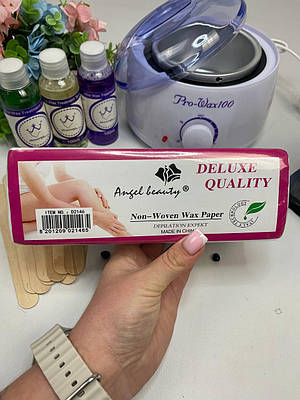 Pro-Wax100
Angel beauty
DELUXE
QUALITY
ITEM NO.: D2146
8 201209 021465
Non-Woven Wax Paper
DEPILATION EXPERT
MADE IN CHINA